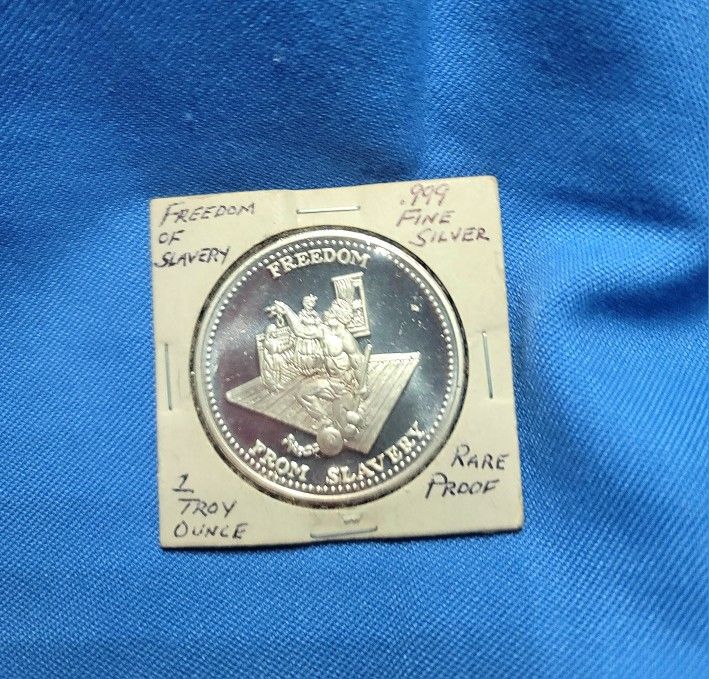 FREEDOM
OF
SLAVERY
.999
FINE
SILVER
FREEDOM
FROM SLAVERY
1
TROY
OUNCE
RARE
PROOF